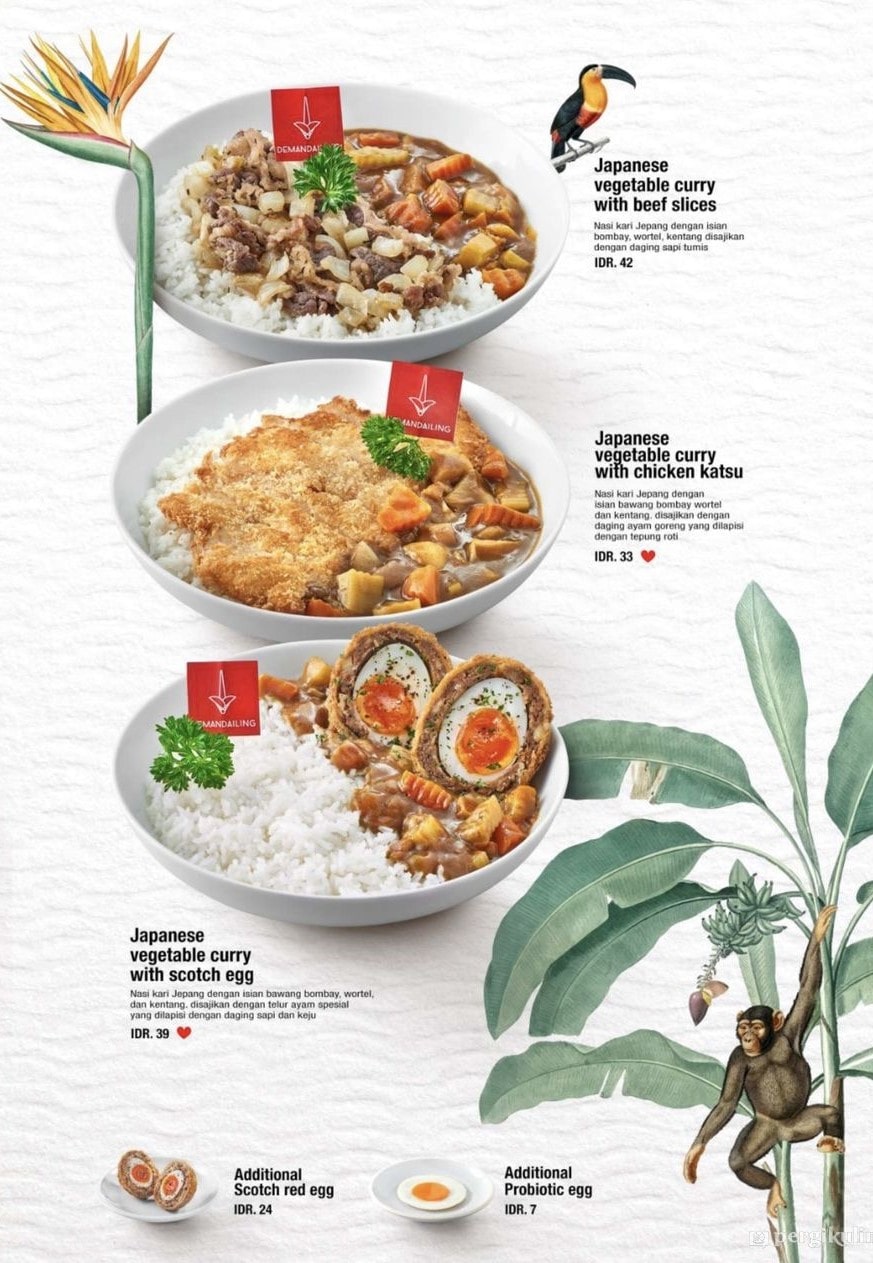 DEMANDAILING
Japanese
vegetable curry
with beef slices
Nasi kari Jepang dengan isian
bombay, wortel, kentang disajikan
dengan daging sapi tumis
IDR. 42
MANDAILING
Japanese
vegetable curry
with chicken katsu
Nasi kari Jepang dengan
isian bawang bombay wortel
dan kentang. disajikan dengan
daging ayam goreng yang dilapisi
dengan tepung roti
IDR. 33
MANDAILING
Japanese
vegetable curry
with scotch egg
Nasi kari Jepang dengan isian bawang bombay, wortel,
dan kentang. disajikan dengan telur ayam spesial
yang dilapisi dengan daging sapi dan keju
IDR. 39
Additional
Scotch red egg
IDR. 24
Additional
Probiotic egg
IDR. 7
pergikulin